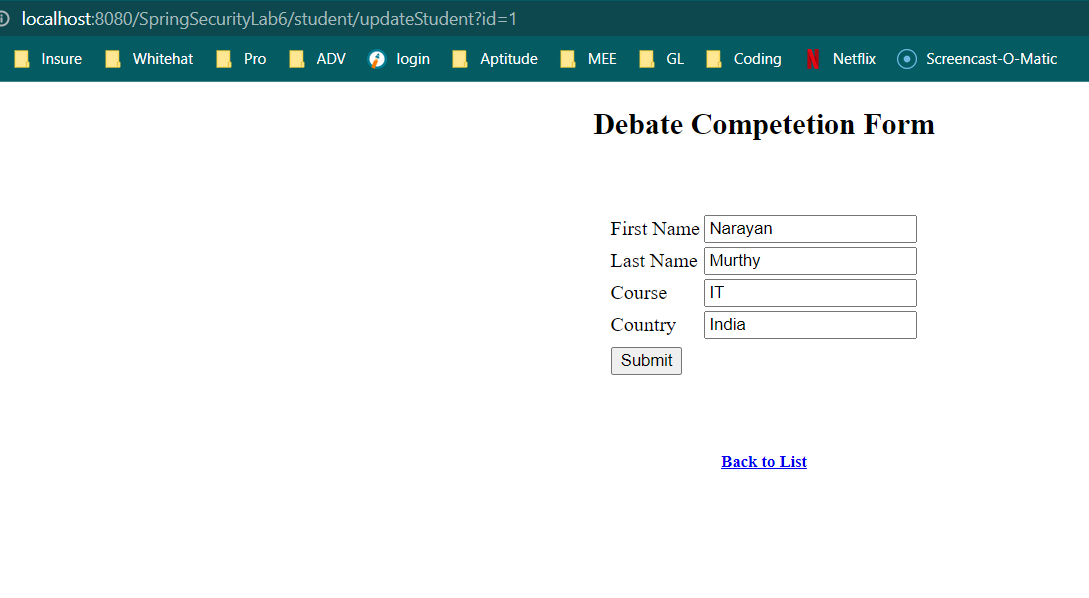 localhost:8080/SpringSecurityLab6/student/updateStudent?id=1
Insure Whitehat Pro ADV login Aptitude MEE GL Coding Netflix Screencast-O-Matic
Debate Competetion Form
First Name Narayan
Last Name Murthy
Course IT
Country India
Submit
Back to List